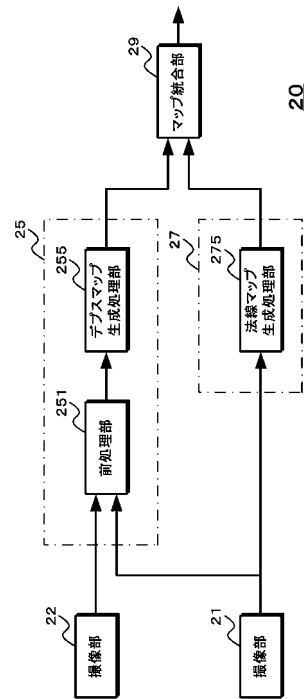 22
撮像部
21
撮像部
25
251
前処理部
255
デプスマップ
生成処理部
27
275
法線マップ
生成処理部
29
マップ統合部
20